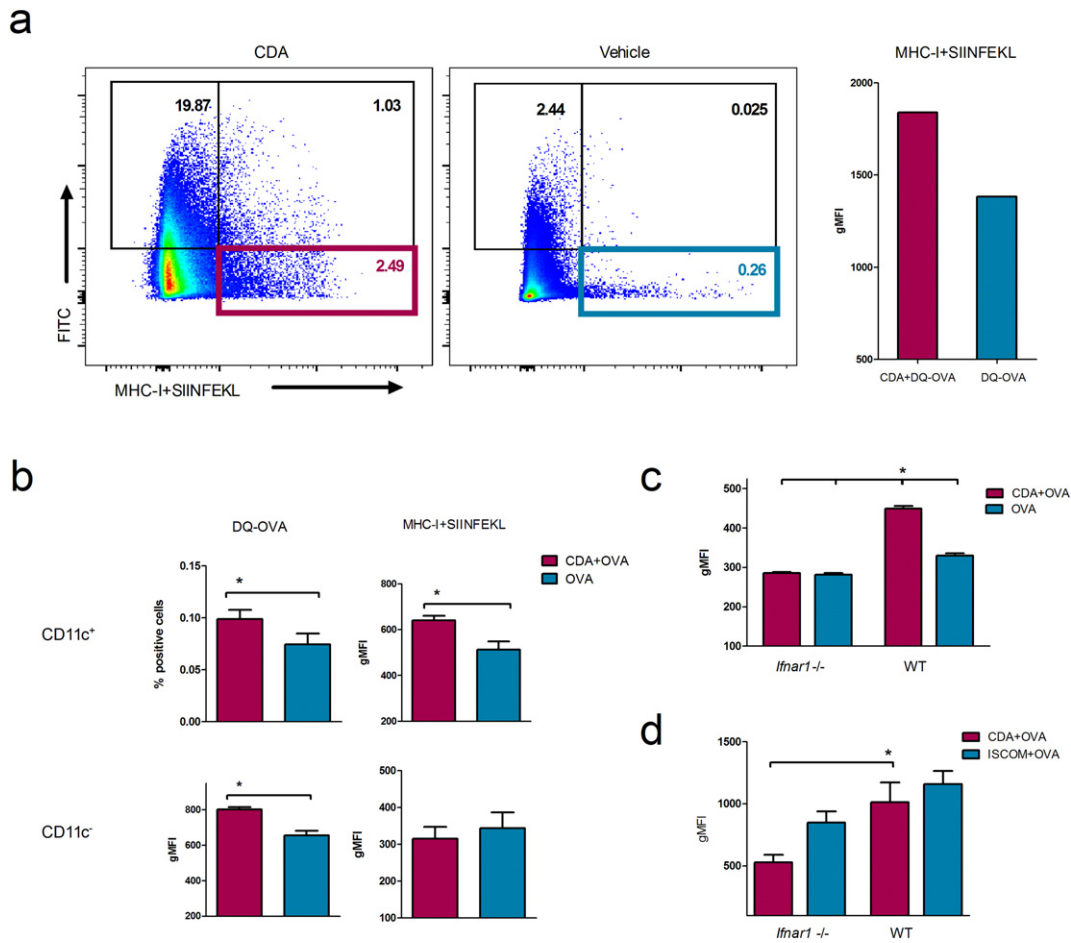 a
CDA
Vehicle
MHC-I+SIINFEKL
19.87
1.03
2.49
2.44
0.025
0.26
FITC
MHC-I+SIINFEKL
gMFI
2000
1500
1000
500
CDA+DQ-OVA
DQ-OVA
b
DQ-OVA
MHC-I+SIINFEKL
CDA+OVA
OVA
CD11c+
% positive cells
0.15
0.10
0.05
0.00
*
gMFI
800
600
400
200
*
CD11c-
gMFI
800
600
400
200
*
gMFI
500
400
300
200
100
c
CDA+OVA
OVA
gMFI
500
400
300
200
100
*
Ifnar1-/-
WT
d
CDA+OVA
ISCOM+OVA
gMFI
1500
1000
500
*
Ifnar1 -/-
WT